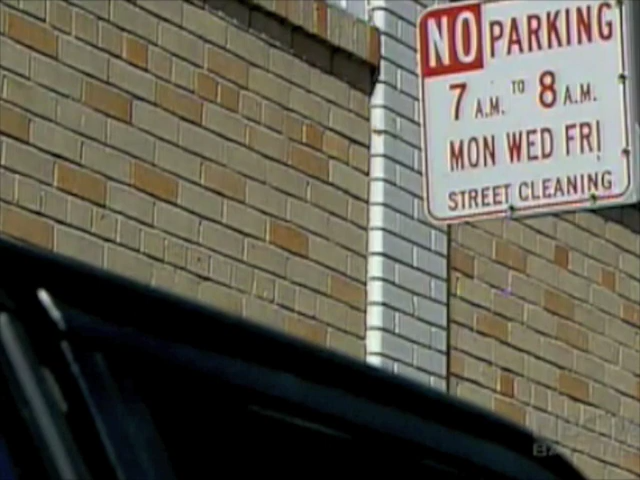 NO PARKING
7 A.M. TO 8 A.M.
MON WED FRI
STREET CLEANING